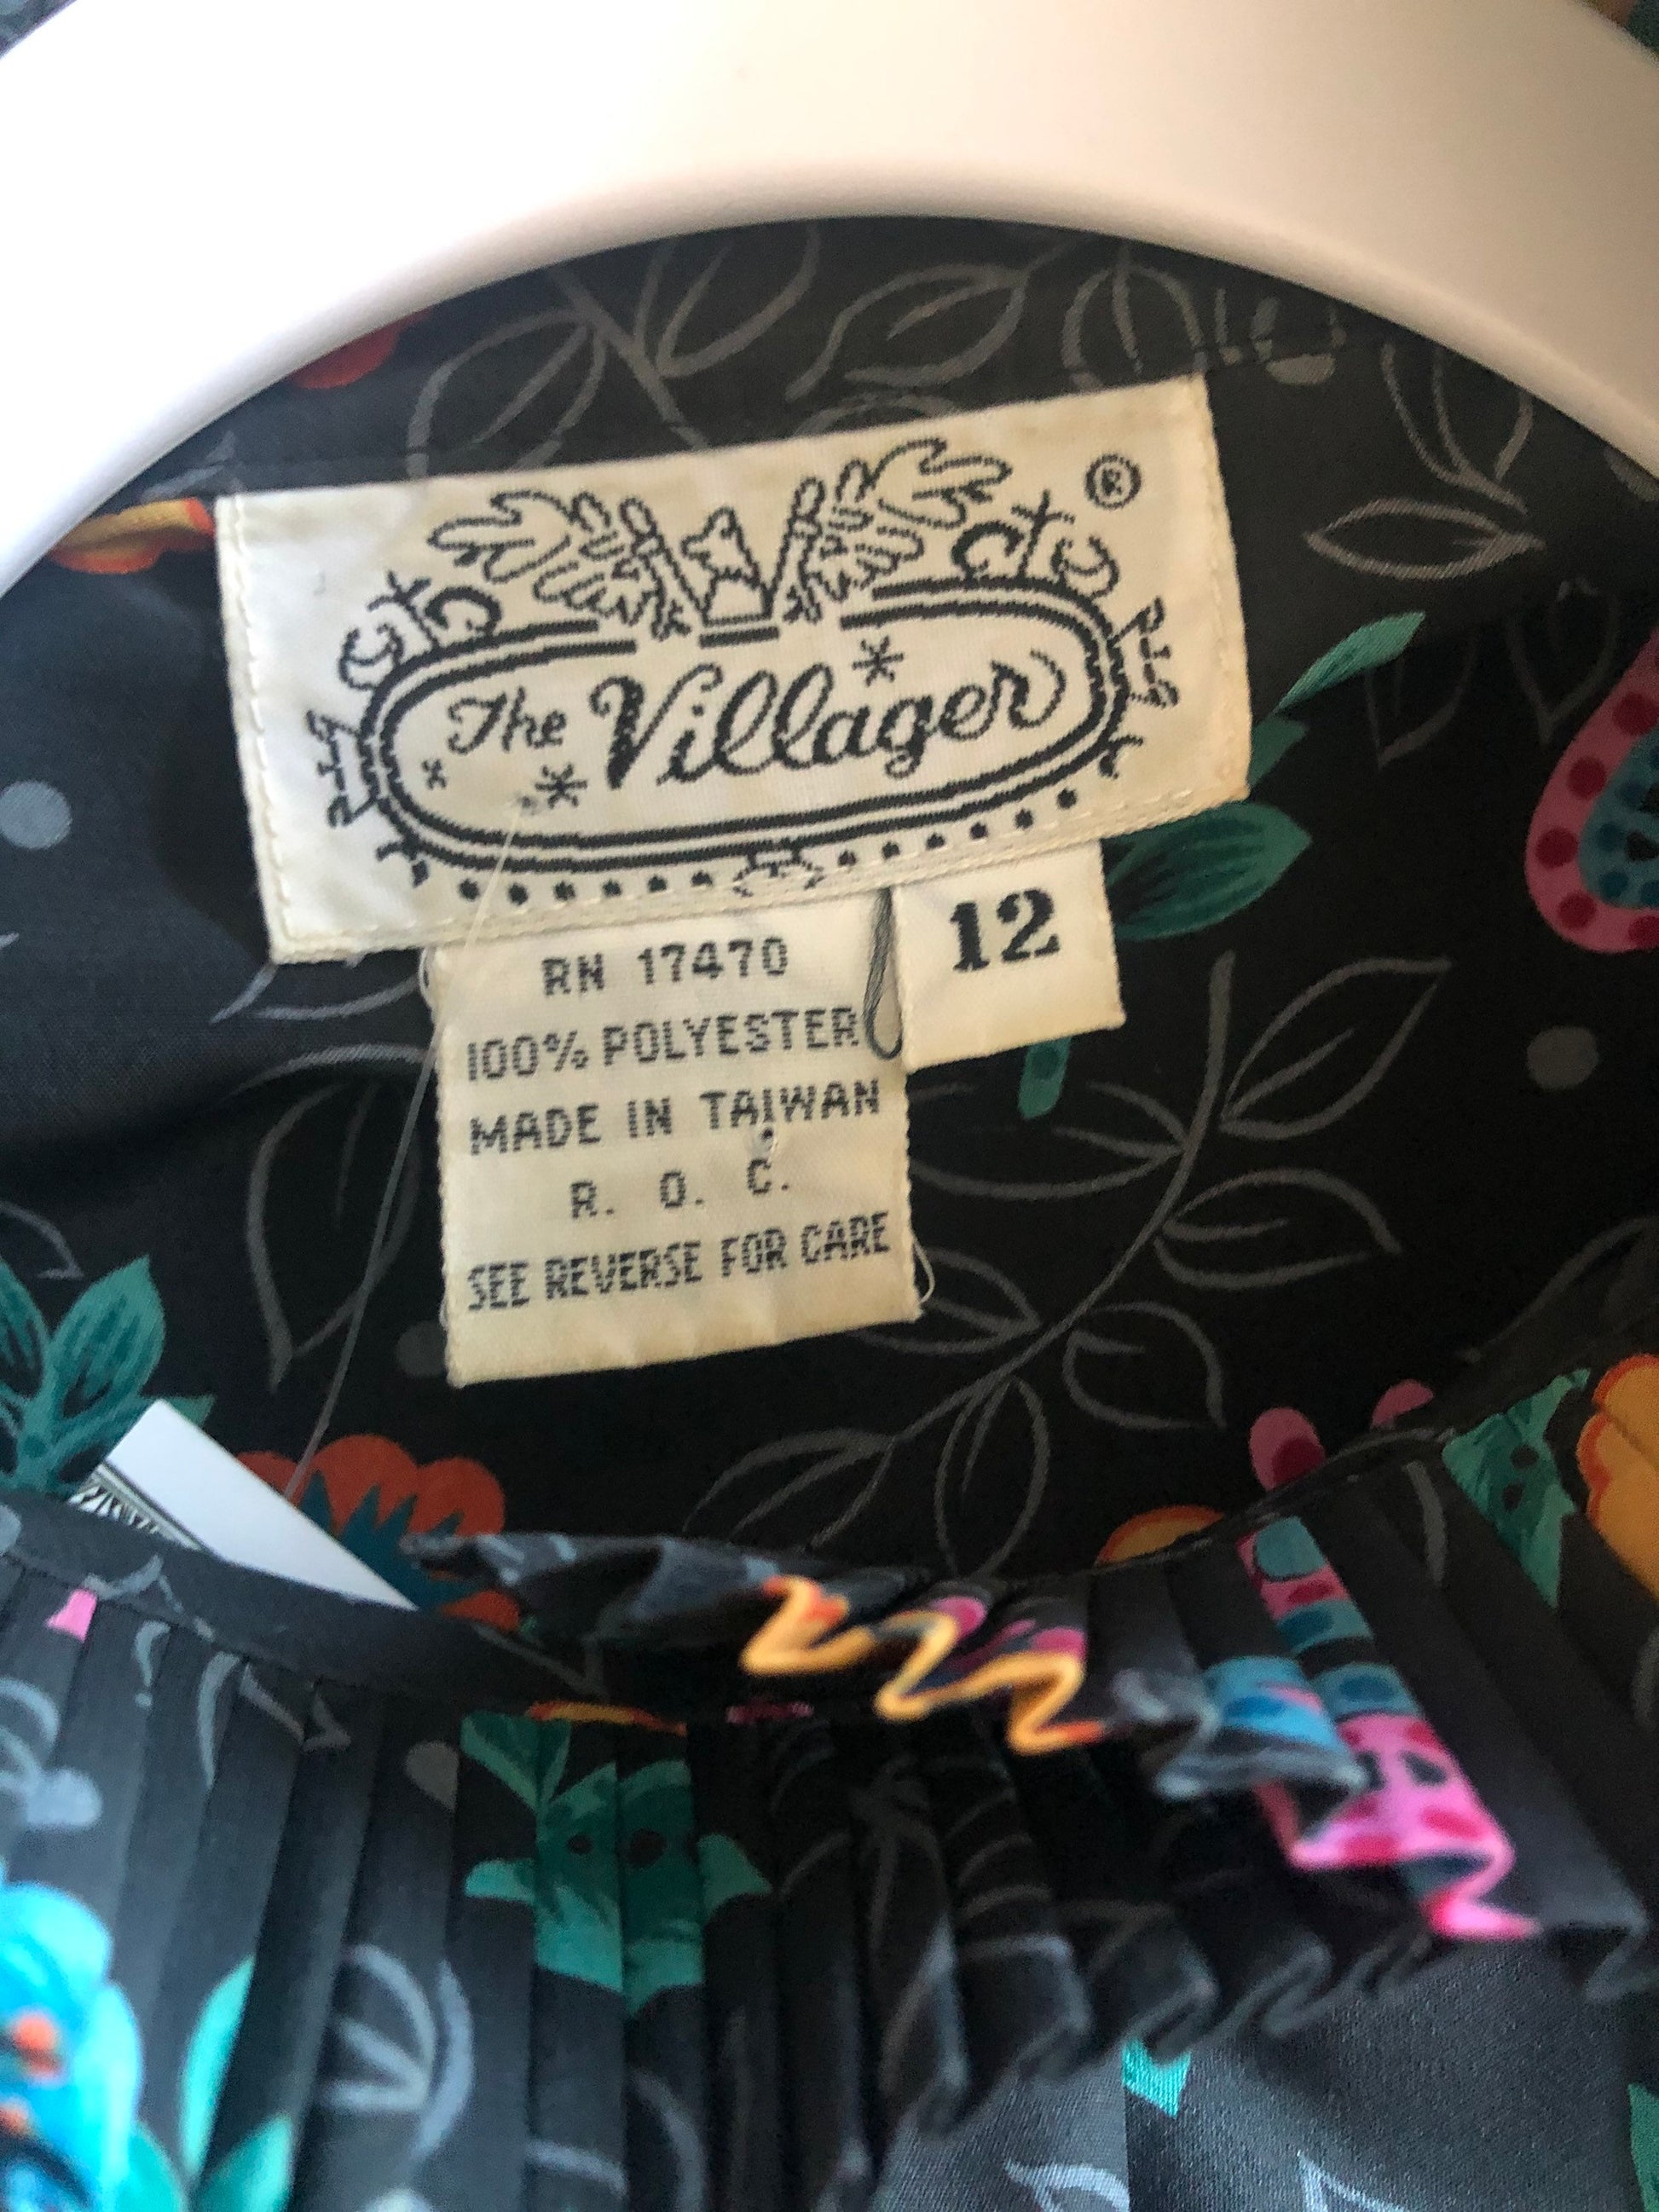 ®
The Villager
12
RN 17470
100% POLYESTER
MADE IN TAIWAN
R. O. C.
SEE REVERSE FOR CARE